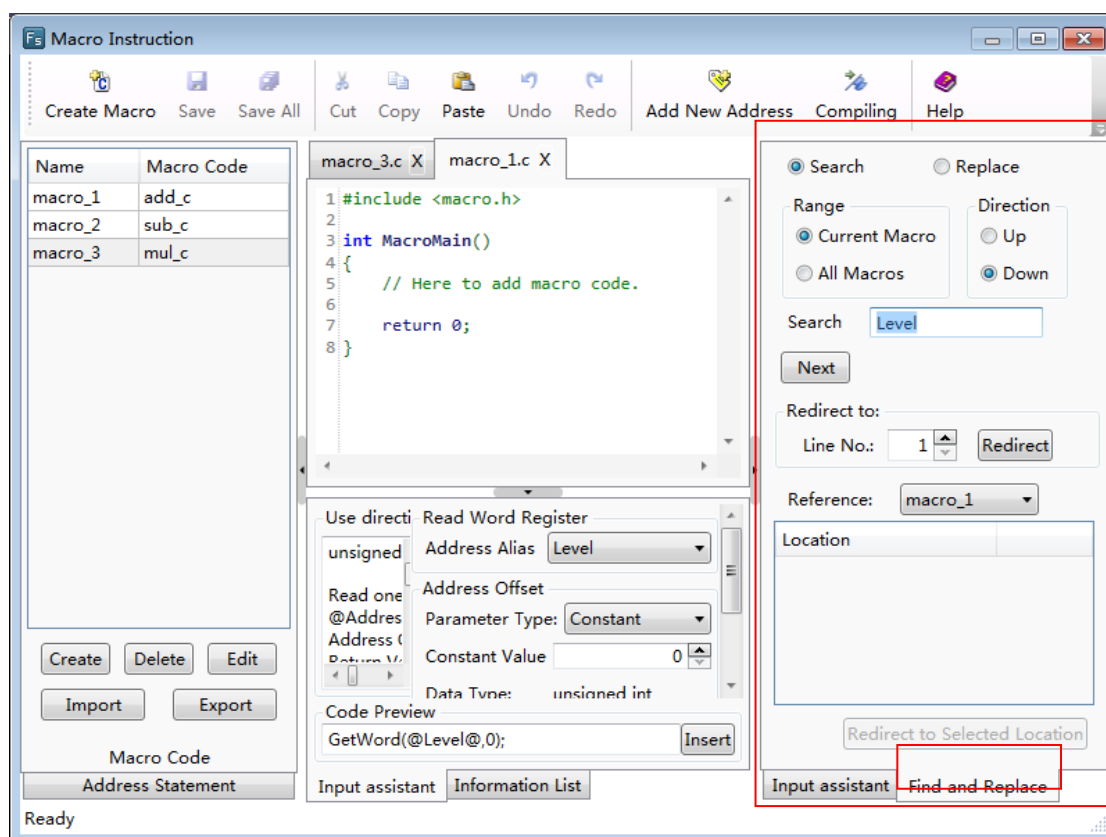 Fs Macro Instruction
Create Macro Save Save All Cut Copy Paste Undo Redo Add New Address Compiling Help
Name Macro Code
macro_1 add_c
macro_2 sub_c
macro_3 mul_c
Create Delete Edit
Import Export
Macro Code
Address Statement
macro_3.c X macro_1.c X
1 #include <macro.h>
2
3 int MacroMain()
4 {
5 // Here to add macro code.
6
7 return 0;
8 }
Use directi
unsigned
Read one
@Addres
Address
Read Word Register
Address Alias Level
Address Offset
Parameter Type: Constant
Constant Value 0
Data Type: unsigned int
Code Preview
GetWord(@Level@,0); Insert
Input assistant Information List
Search Replace
Range Direction
Current Macro Up
All Macros Down
Search Level
Next
Redirect to:
Line No.: 1 Redirect
Reference: macro_1
Location
Redirect to Selected Location
Input assistant Find and Replace
Ready